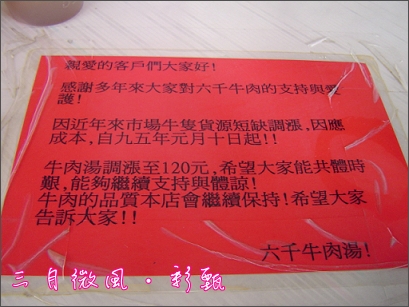 親愛的客戶們大家好!
感謝多年來大家對六千牛肉的支持與愛
護!
因近年來市場牛隻貨源短缺調漲,因應
成本,自九五年元月十日起!!
牛肉湯調漲至120元,希望大家能共體時
艱,能夠繼續支持與體諒!
牛肉的品質本店會繼續保持!希望大家
告訴大家!!
六千牛肉湯!
三月微風·彩甄